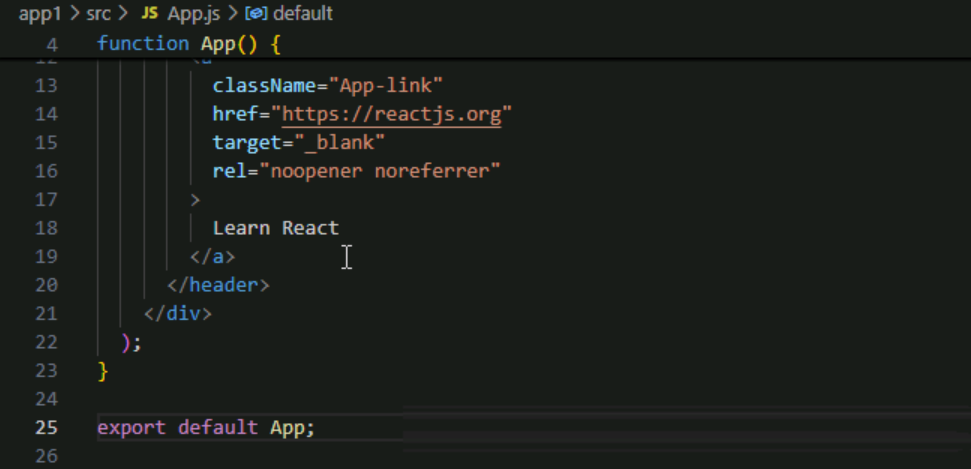 app1 > src > JS App.js > default
4 function App() {
13 className="App-link"
14 href="https://reactjs.org"
15 target="_blank"
16 rel="noopener noreferrer"
17 >
18 Learn React
19 </a>
20 </header>
21 </div>
22 );
23 }
24
25 export default App;
26